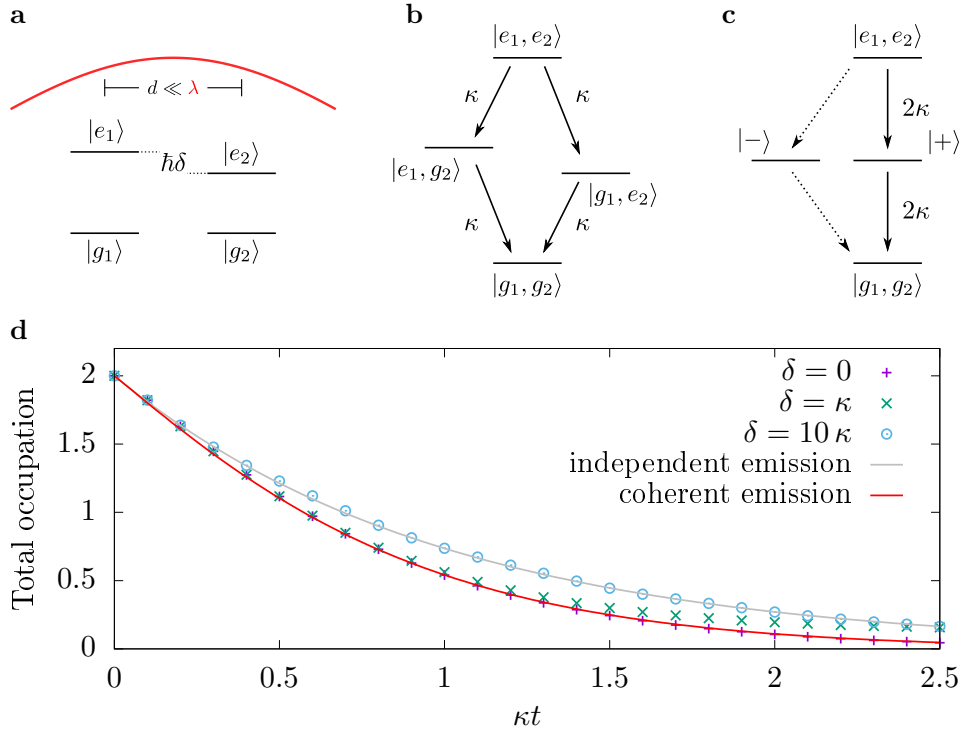 a
d ≪ λ
|e₁⟩
ħδ
|e₂⟩
|g₁⟩
|g₂⟩
b
|e₁, e₂⟩
κ
κ
|e₁, g₂⟩
|g₁, e₂⟩
κ
κ
|g₁, g₂⟩
c
|e₁, e₂⟩
2κ
|−⟩
|+⟩
2κ
|g₁, g₂⟩
d
Total occupation
2
1.5
1
0.5
0
δ = 0
δ = κ
δ = 10 κ
independent emission
coherent emission
0
0.5
1
1.5
2
2.5
κt